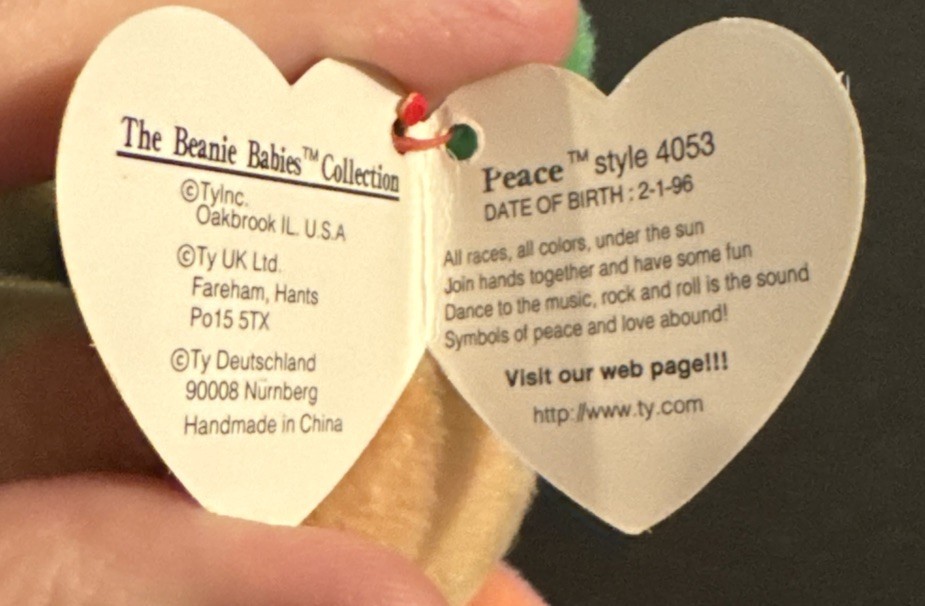 The Beanie Babies™ Collection
©TyInc.
Oakbrook IL. U.S.A
©Ty UK Ltd.
Fareham, Hants
Po15 5TX
©Ty Deutschland
90008 Nürnberg
Handmade in China
Peace™ style 4053
DATE OF BIRTH : 2-1-96
All races, all colors, under the sun
Join hands together and have some fun
Dance to the music, rock and roll is the sound
Symbols of peace and love abound!
Visit our web page!!!
http://www.ty.com